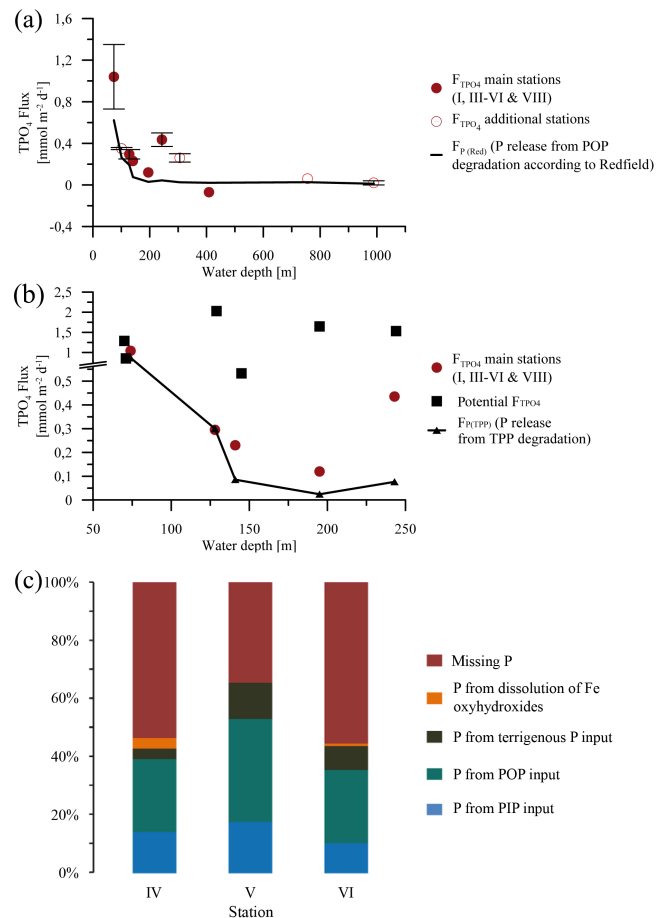 (a)
1,6
1,2
0,8
0,4
0
-0,4
TPO4 Flux
[mmol m-2 d-1]
0 200 400 600 800 1000
Water depth [m]
FTPO4 main stations
(I, III-VI & VIII)
FTPO4 additional stations
FP (Red) (P release from POP
degradation according to Redfield)
(b)
2,5
2
1,5
1
0,5
0,4
0,3
0,2
0,1
0
TPO4 Flux
[mmol m-2 d-1]
50 100 150 200 250
Water depth [m]
FTPO4 main stations
(I, III-VI & VIII)
Potential FTPO4
FP(TPP) (P release
from TPP degradation)
(c)
100%
80%
60%
40%
20%
0%
IV V VI
Station
Missing P
P from dissolution of Fe
oxyhydroxides
P from terrigenous P input
P from POP input
P from PIP input